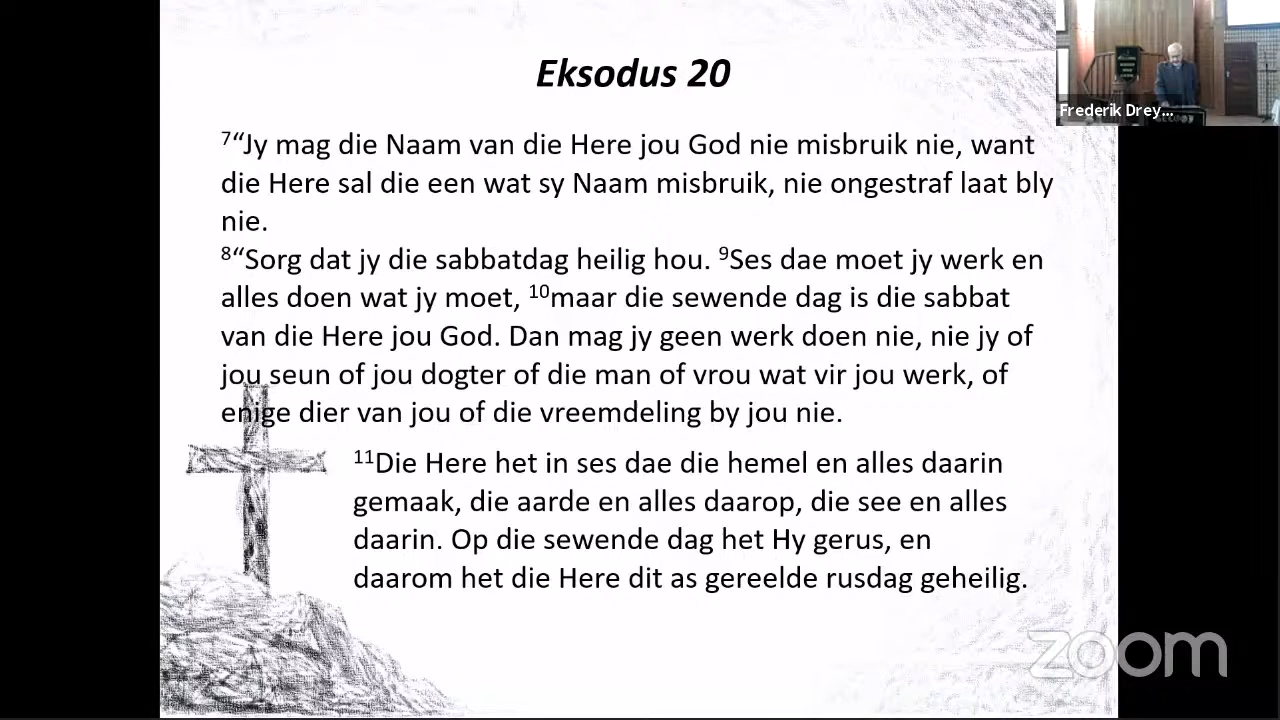 Eksodus 20
⁷“Jy mag die Naam van die Here jou God nie misbruik nie, want
die Here sal die een wat sy Naam misbruik, nie ongestraf laat bly
nie.
⁸“Sorg dat jy die sabbatdag heilig hou. ⁹Ses dae moet jy werk en
alles doen wat jy moet, ¹⁰maar die sewende dag is die sabbat
van die Here jou God. Dan mag jy geen werk doen nie, nie jy of
jou seun of jou dogter of die man of vrou wat vir jou werk, of
enige dier van jou of die vreemdeling by jou nie.
¹¹Die Here het in ses dae die hemel en alles daarin
gemaak, die aarde en alles daarop, die see en alles
daarin. Op die sewende dag het Hy gerus, en
daarom het die Here dit as gereelde rusdag geheilig.
Frederik Drey...
zoom